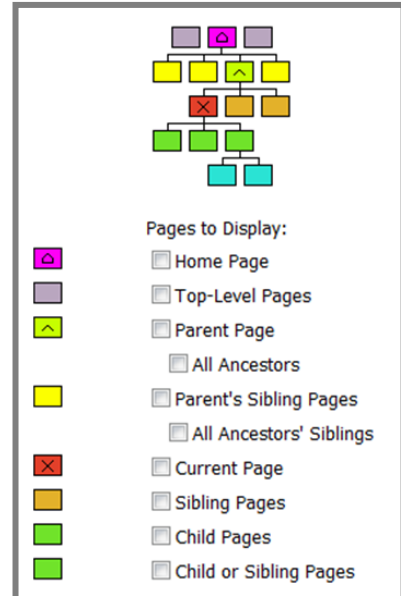 Pages to Display:
Home Page
Top-Level Pages
Parent Page
All Ancestors
Parent's Sibling Pages
All Ancestors' Siblings
Current Page
Sibling Pages
Child Pages
Child or Sibling Pages